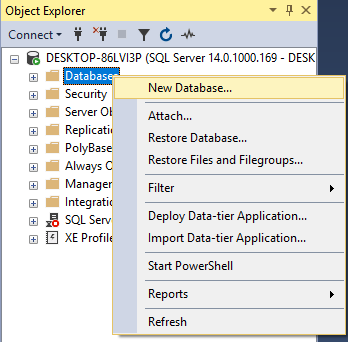 Object Explorer
Connect
DESKTOP-86LVI3P (SQL Server 14.0.1000.169 - DESK
Databases
Security
Server Ob
Replicatio
PolyBase
Always O
Manager
Integratio
SQL Serve
XE Profile
New Database...
Attach...
Restore Database...
Restore Files and Filegroups...
Filter
Deploy Data-tier Application...
Import Data-tier Application...
Start PowerShell
Reports
Refresh